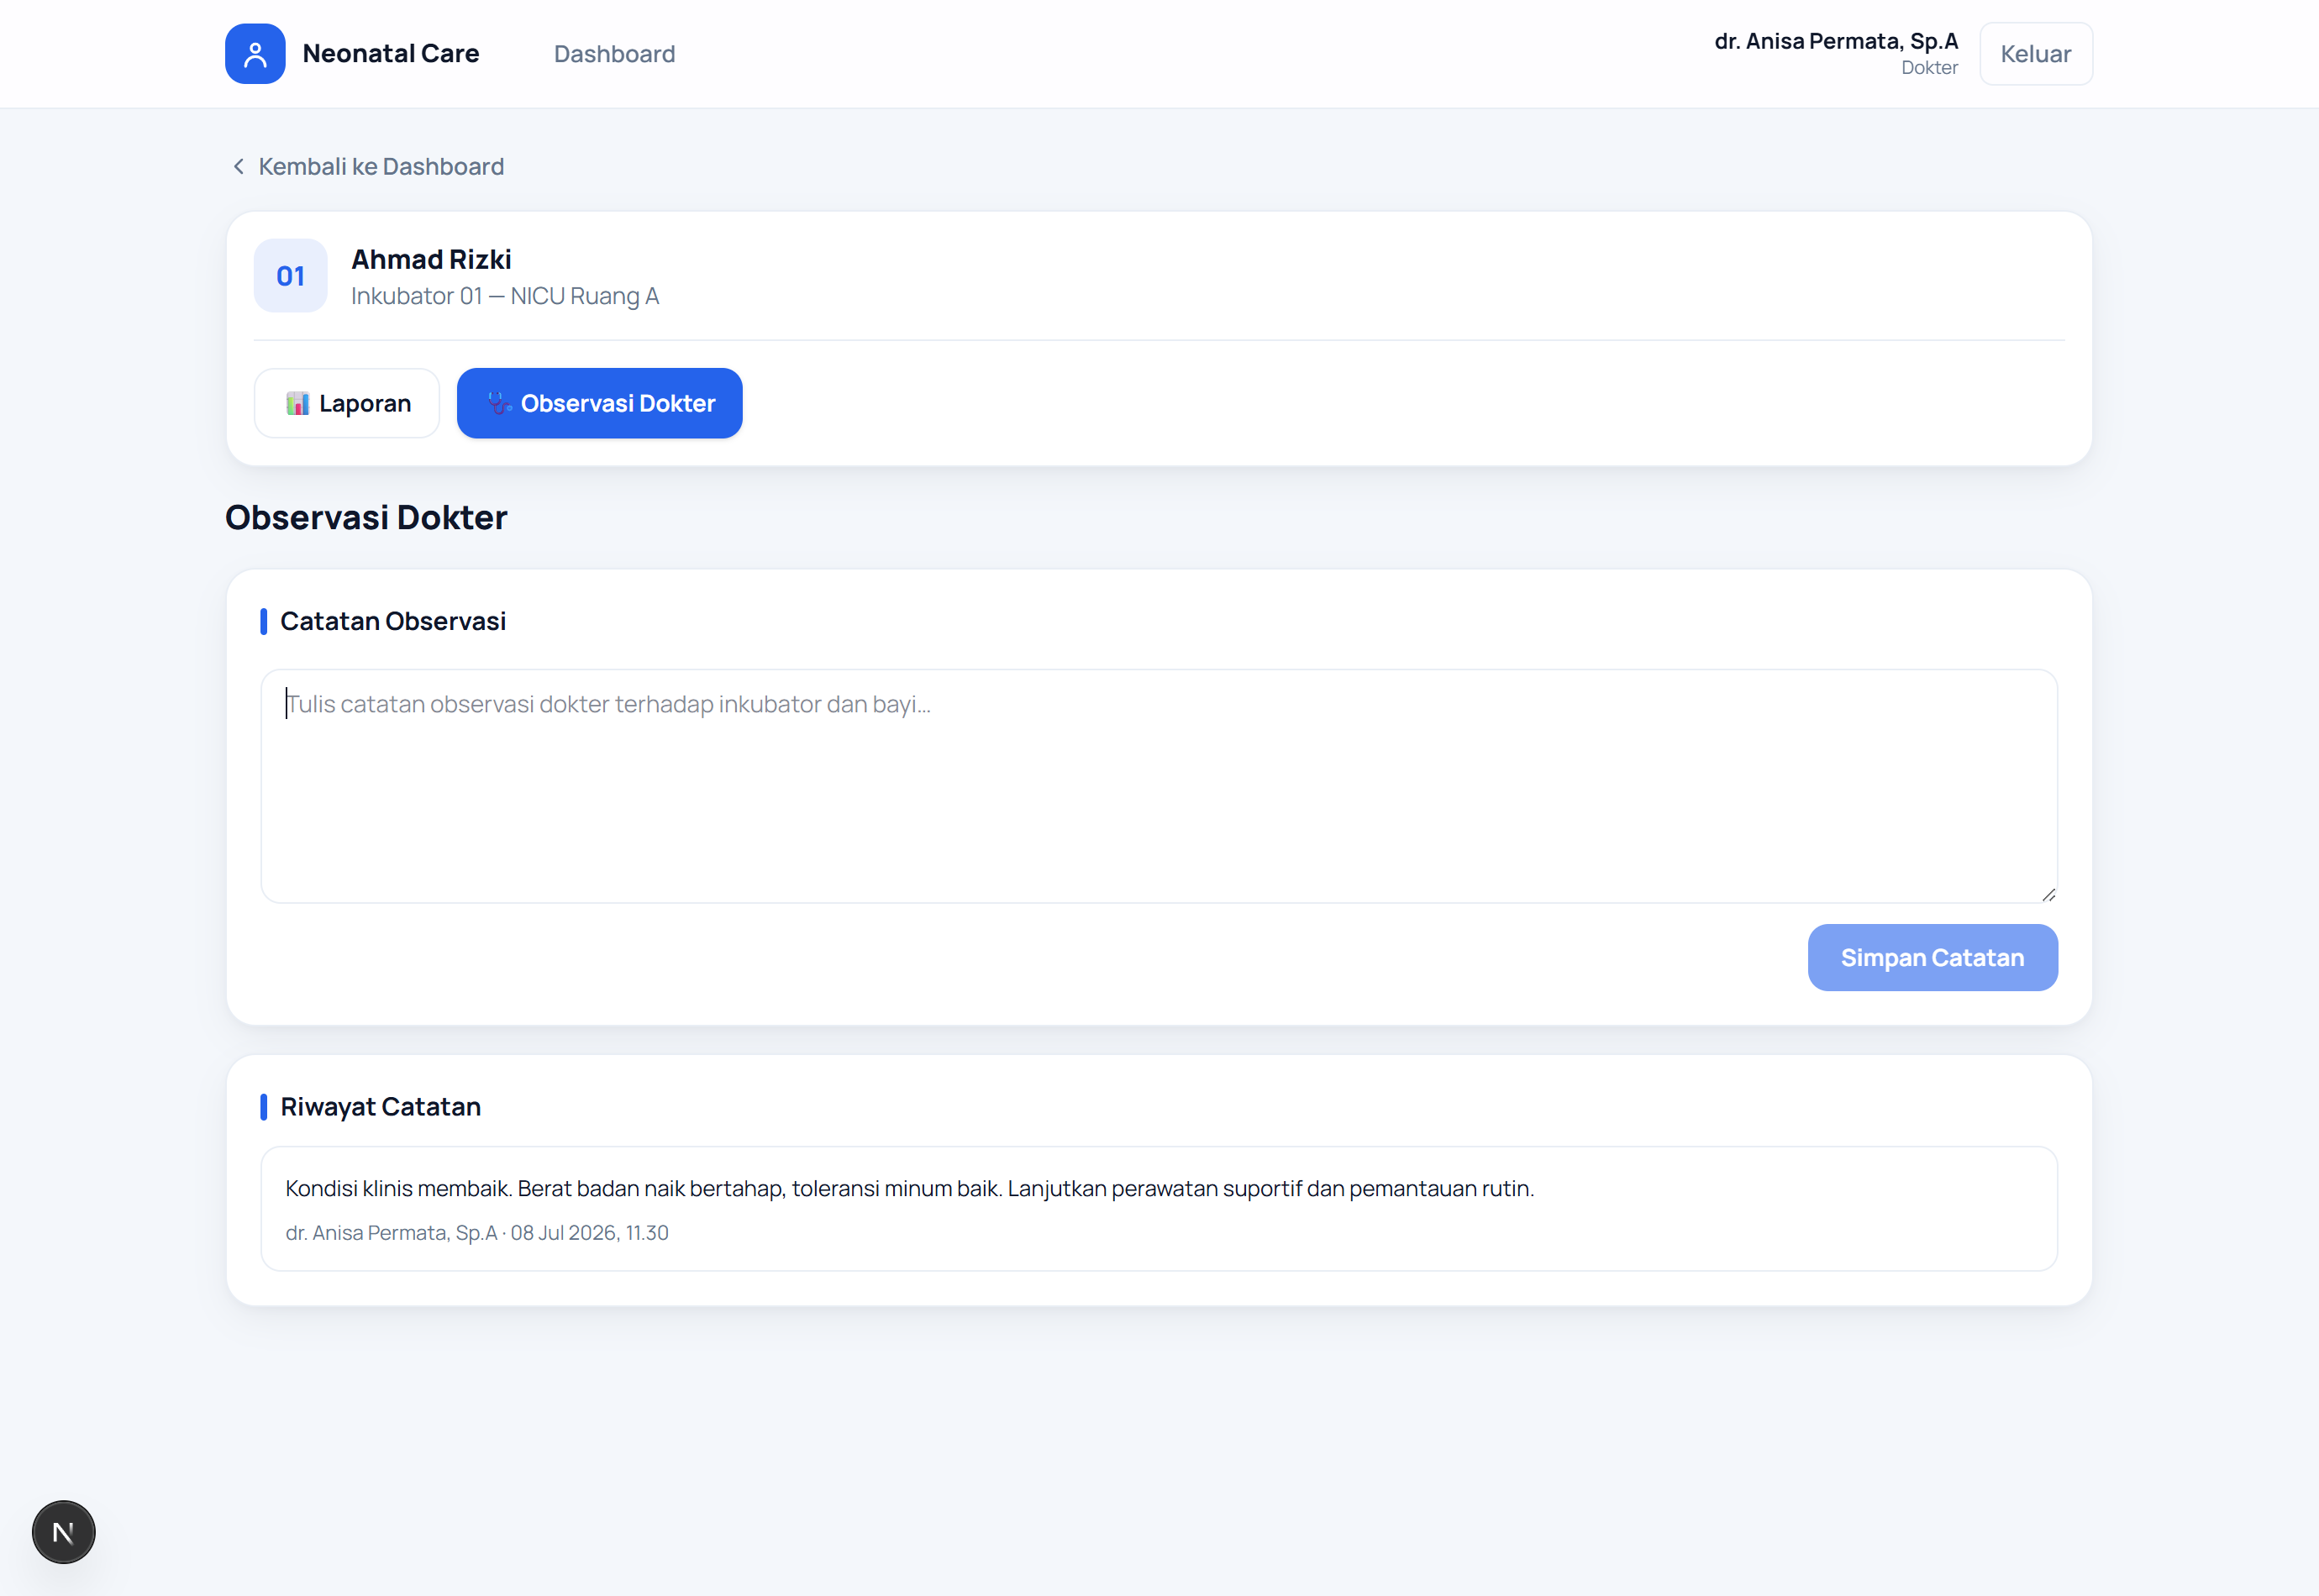 Neonatal Care
Dashboard
dr. Anisa Permata, Sp.A
Dokter
Keluar
Kembali ke Dashboard
01
Ahmad Rizki
Inkubator 01 — NICU Ruang A
Laporan
Observasi Dokter
Observasi Dokter
Catatan Observasi
Tulis catatan observasi dokter terhadap inkubator dan bayi...
Simpan Catatan
Riwayat Catatan
Kondisi klinis membaik. Berat badan naik bertahap, toleransi minum baik. Lanjutkan perawatan suportif dan pemantauan rutin.
dr. Anisa Permata, Sp.A · 08 Jul 2026, 11.30
N